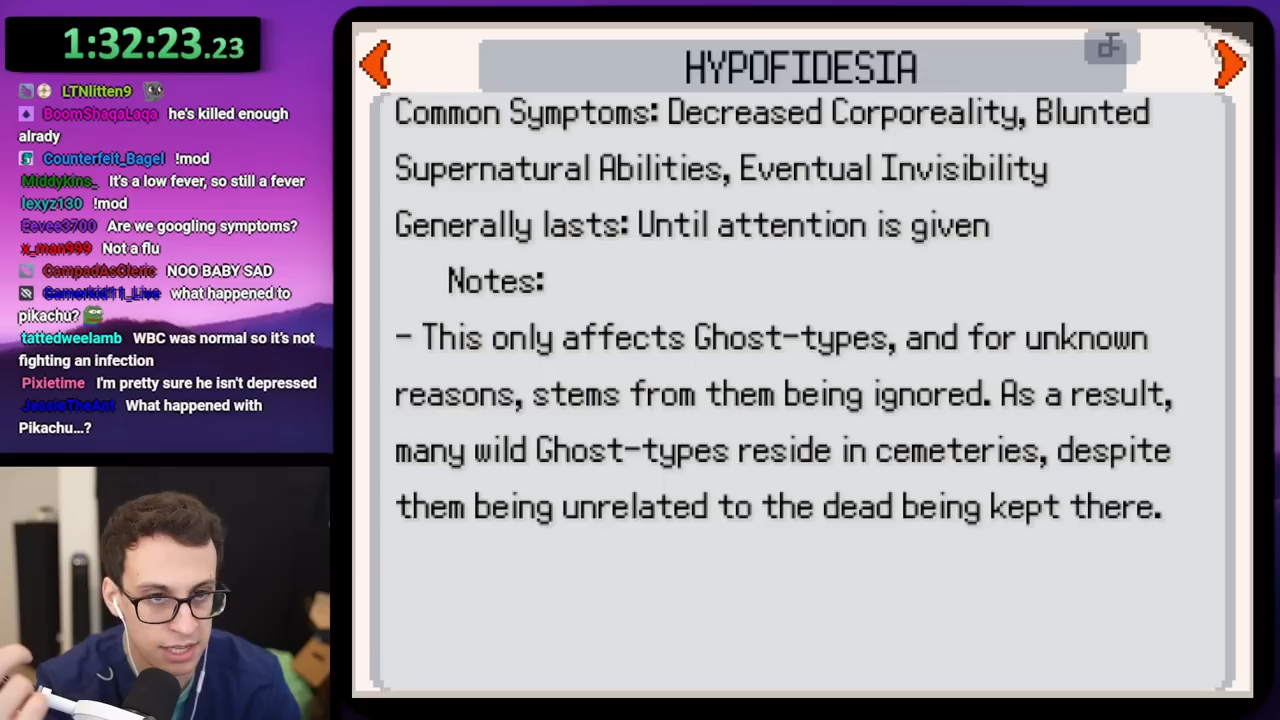 1:32:23.23
LTNlitten9
BoomShaqaLaqa he's killed enough
alrady
Counterfeit_Bagel !mod
Middykins_ It's a low fever, so still a fever
lexyz130 !mod
Eevee3700 Are we googling symptoms?
x_man999 Not a flu
CampadAsCleric NOO BABY SAD
Gamerkid11_Live what happened to
pikachu?
tattedweelamb WBC was normal so it's not
fighting an infection
Pixietime I'm pretty sure he isn't depressed
JessieTheAnt What happened with
Pikachu...?
HYPOFIDESIA
Common Symptoms: Decreased Corporeality, Blunted
Supernatural Abilities, Eventual Invisibility
Generally lasts: Until attention is given
Notes:
- This only affects Ghost-types, and for unknown
reasons, stems from them being ignored. As a result,
many wild Ghost-types reside in cemeteries, despite
them being unrelated to the dead being kept there.